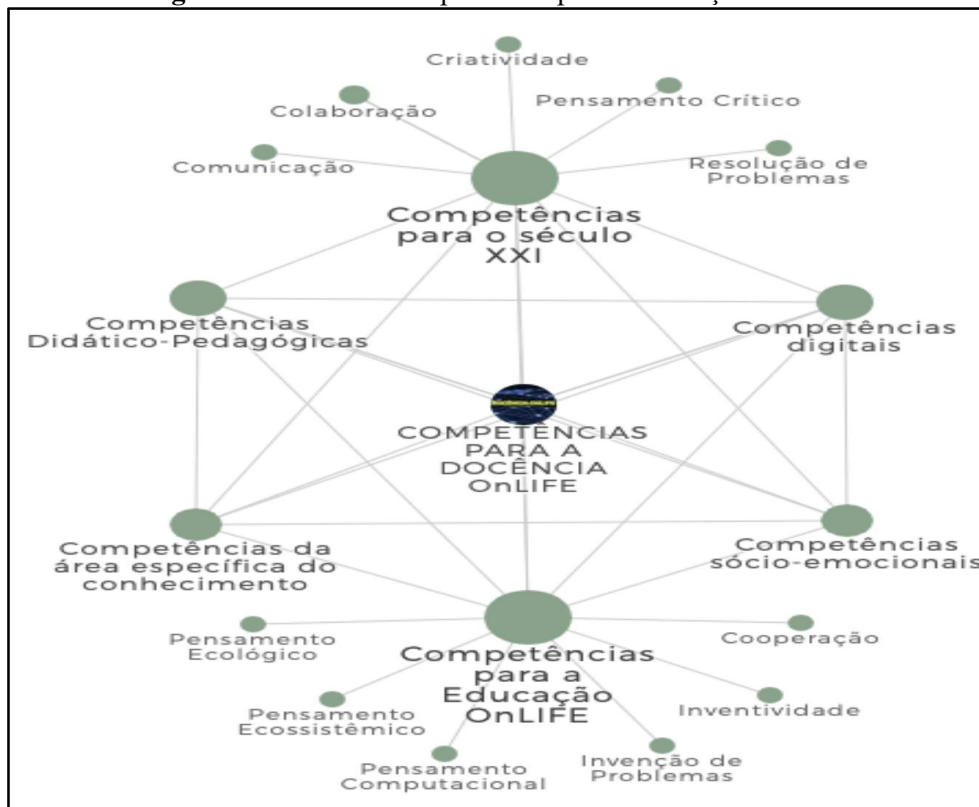 Criatividade
Colaboração
Pensamento Crítico
Comunicação
Resolução de
Problemas
Competências
para o século
XXI
Competências
Didático-Pedagógicas
Competências
digitais
COMPETÊNCIAS
PARA A
DOCÊNCIA
OnLIFE
Competências da
área específica do
conhecimento
Competências
sócio-emocionais
Pensamento
Ecológico
Cooperação
Competências
para a
Educação
OnLIFE
Pensamento
Ecossistêmico
Inventividade
Pensamento
Computacional
Invenção de
Problemas